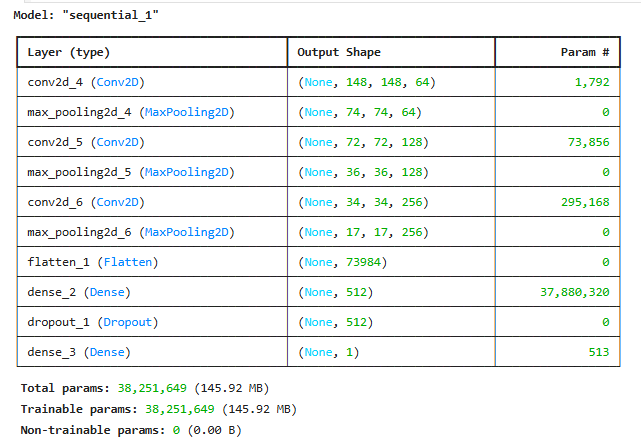 Model: "sequential_1"
Layer (type) Output Shape Param #
conv2d_4 (Conv2D) (None, 148, 148, 64) 1,792
max_pooling2d_4 (MaxPooling2D) (None, 74, 74, 64) 0
conv2d_5 (Conv2D) (None, 72, 72, 128) 73,856
max_pooling2d_5 (MaxPooling2D) (None, 36, 36, 128) 0
conv2d_6 (Conv2D) (None, 34, 34, 256) 295,168
max_pooling2d_6 (MaxPooling2D) (None, 17, 17, 256) 0
flatten_1 (Flatten) (None, 73984) 0
dense_2 (Dense) (None, 512) 37,880,320
dropout_1 (Dropout) (None, 512) 0
dense_3 (Dense) (None, 1) 513
Total params: 38,251,649 (145.92 MB)
Trainable params: 38,251,649 (145.92 MB)
Non-trainable params: 0 (0.00 B)